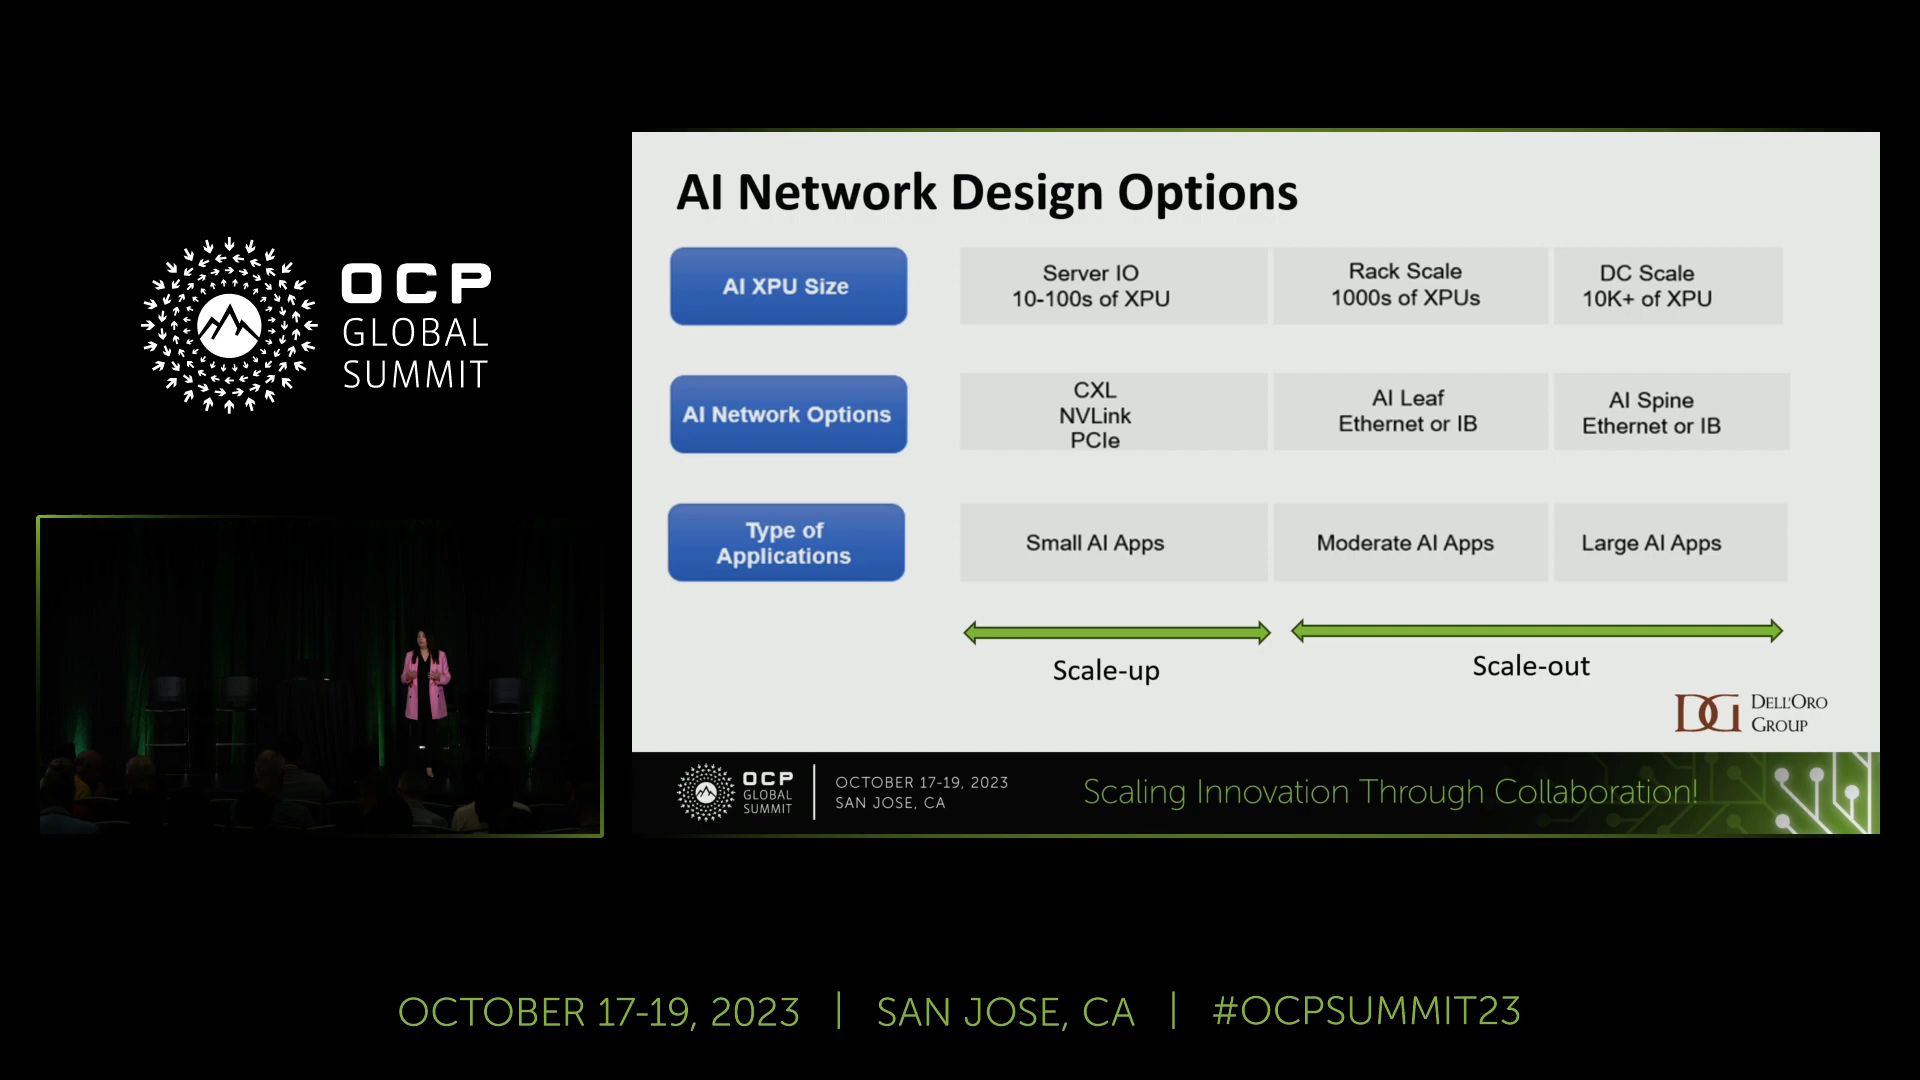 OCP
GLOBAL
SUMMIT
AI Network Design Options
AI XPU Size
Server IO
10-100s of XPU
Rack Scale
1000s of XPUs
DC Scale
10K+ of XPU
AI Network Options
CXL
NVLink
PCIe
AI Leaf
Ethernet or IB
AI Spine
Ethernet or IB
Type of
Applications
Small AI Apps
Moderate AI Apps
Large AI Apps
Scale-up
Scale-out
DG
DELL'ORO
GROUP
OCP
GLOBAL
SUMMIT
OCTOBER 17-19, 2023
SAN JOSE, CA
Scaling Innovation Through Collaboration!
OCTOBER 17-19, 2023 | SAN JOSE, CA | #OCPSUMMIT23